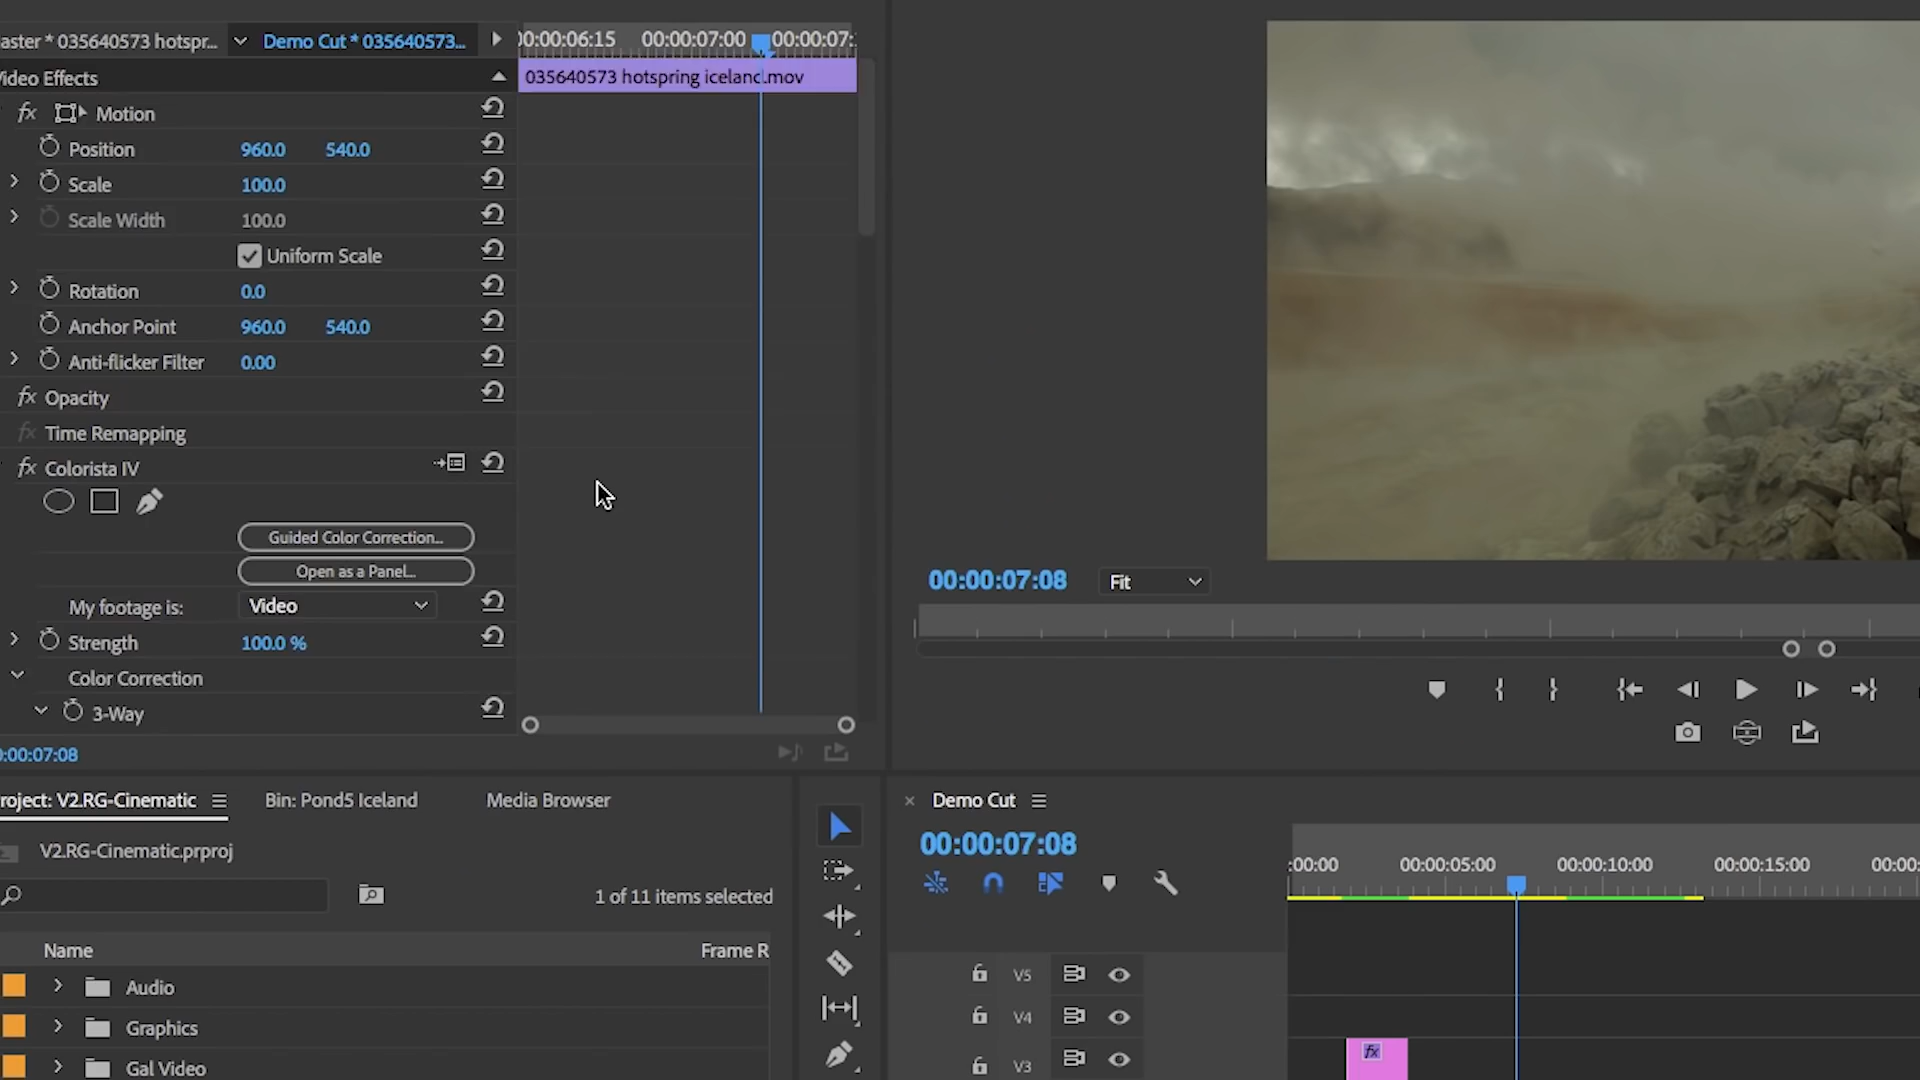 aster * 035640573 hotspr...
Demo Cut * 035640573...
00:00:06:15
00:00:07:00
00:00:07:
Video Effects
035640573 hotspring iceland.mov
fx Motion
Position 960.0 540.0
Scale 100.0
Scale Width 100.0
Uniform Scale
Rotation 0.0
Anchor Point 960.0 540.0
Anti-flicker Filter 0.00
fx Opacity
fx Time Remapping
fx Colorista IV
Guided Color Correction...
Open as a Panel...
My footage is: Video
Strength 100.0 %
Color Correction
3-Way
0:00:07:08
00:00:07:08
Fit
roject: V2.RG-Cinematic
Bin: Pond5 Iceland
Media Browser
V2.RG-Cinematic.prproj
1 of 11 items selected
Name
Frame R
Audio
Graphics
Gal Video
× Demo Cut
00:00:07:08
:00:00
00:00:05:00
00:00:10:00
00:00:15:00
00:00:
V5
V4
V3
fx